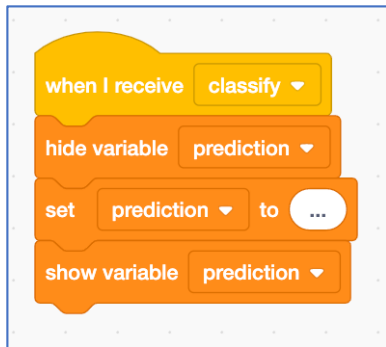 when I receive classify
hide variable prediction
set prediction to ...
show variable prediction